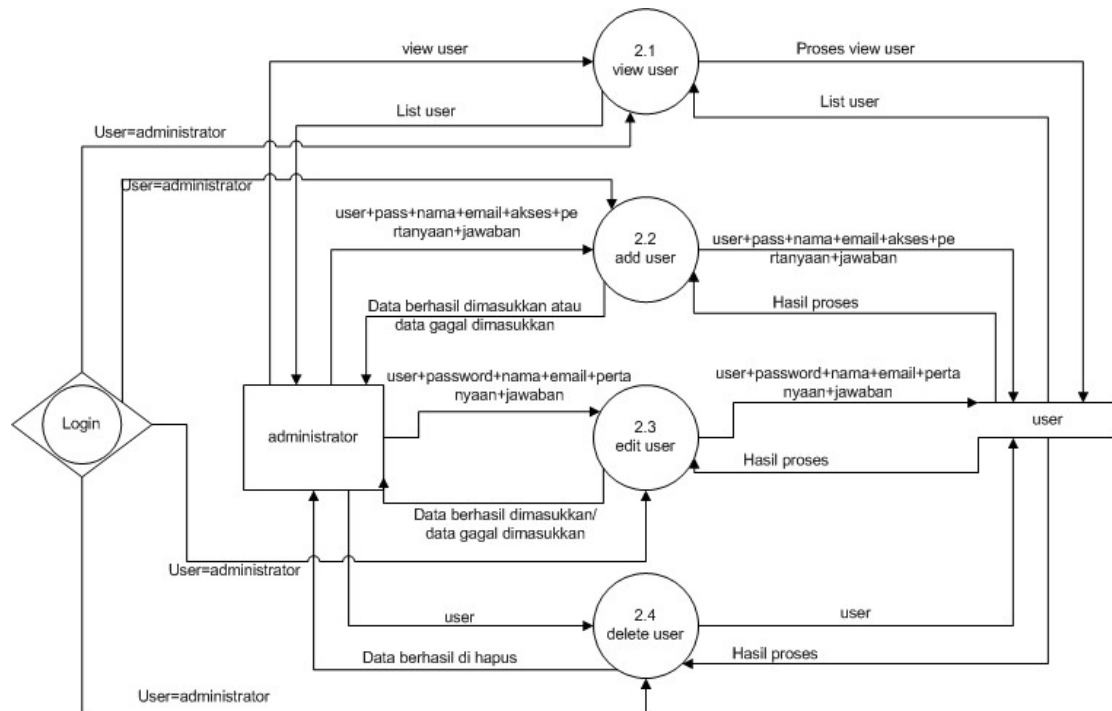 view user
2.1
view user
Proses view user
List user
List user
User=administrator
User=administrator
user+pass+nama+email+akses+pe
rtanyaan+jawaban
2.2
add user
user+pass+nama+email+akses+pe
rtanyaan+jawaban
Data berhasil dimasukkan atau
data gagal dimasukkan
Hasil proses
user+password+nama+email+perta
nyaan+jawaban
user+password+nama+email+perta
nyaan+jawaban
Login
administrator
2.3
edit user
user
Hasil proses
Data berhasil dimasukkan/
data gagal dimasukkan
User=administrator
user
2.4
delete user
user
Data berhasil di hapus
Hasil proses
User=administrator